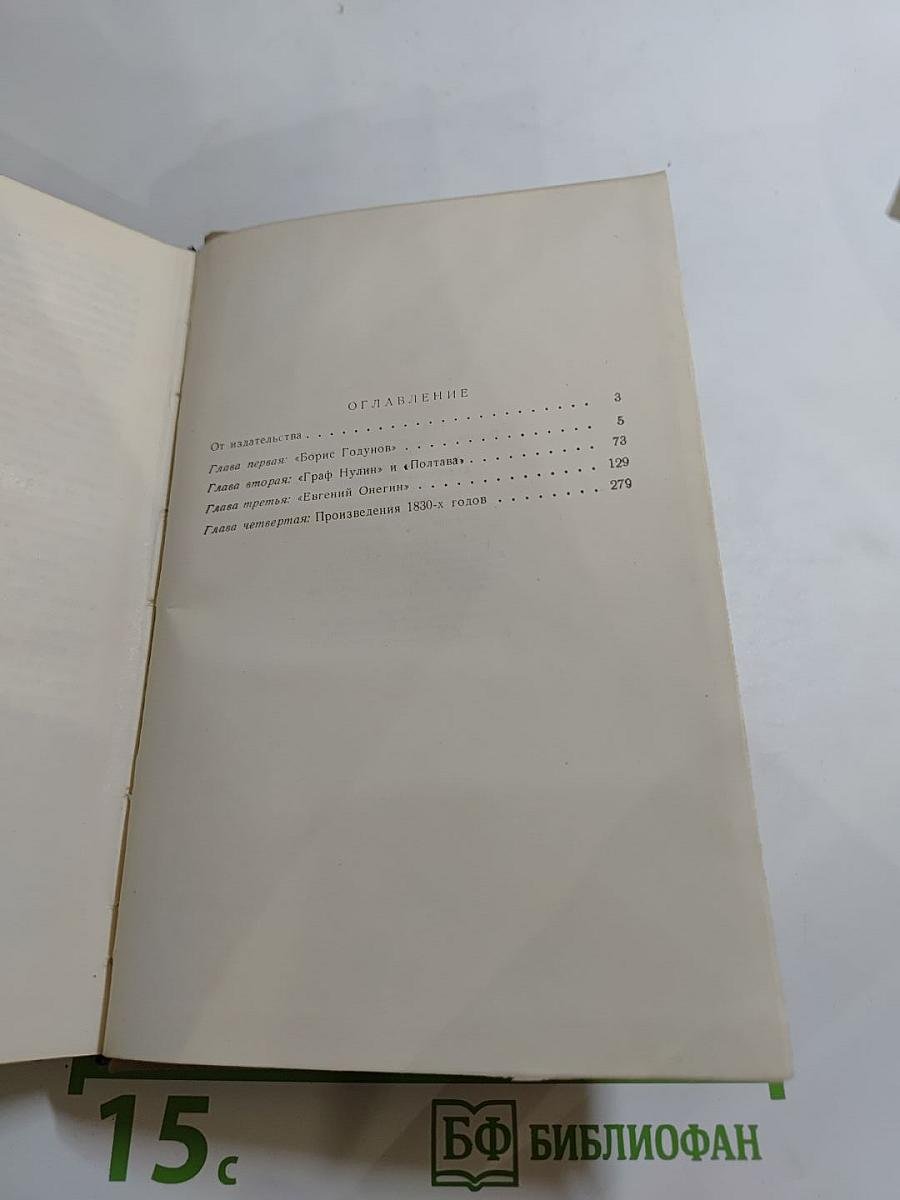 ОГЛАВЛЕНИЕ
От издательства . . . . . . . . . . . . . . . . . . . . . . . 3
Глава первая: «Борис Годунов» . . . . . . . . . . . . . . . 5
Глава вторая: «Граф Нулин» и «Полтава» . . . . . . . . . . 73
Глава третья: «Евгений Онегин» . . . . . . . . . . . . . . 129
Глава четвертая: Произведения 1830-х годов . . . . . . . . 279
15 с
БФ БИБЛИОФАН